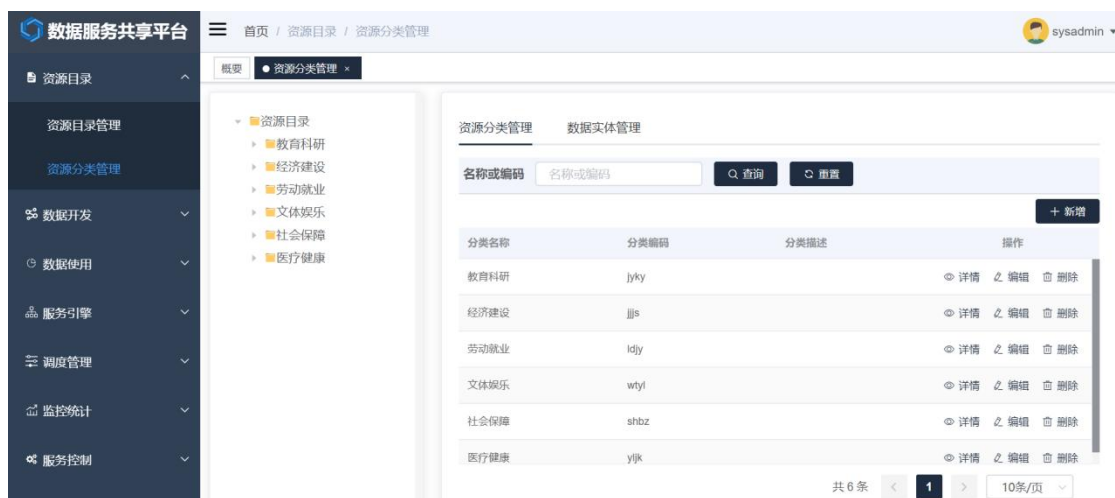 数据服务共享平台
首页 / 资源目录 / 资源分类管理
sysadmin
概要
资源分类管理 ×
资源目录
资源目录管理
资源分类管理
数据开发
数据使用
服务引擎
调度管理
监控统计
服务控制
资源目录
教育科研
经济建设
劳动就业
文体娱乐
社会保障
医疗健康
资源分类管理 数据实体管理
名称或编码 名称或编码 查询 重置
+ 新增
分类名称 分类编码 分类描述 操作
教育科研 jyky 详情 编辑 删除
经济建设 jjjs 详情 编辑 删除
劳动就业 ldjy 详情 编辑 删除
文体娱乐 wtyl 详情 编辑 删除
社会保障 shbz 详情 编辑 删除
医疗健康 yljk 详情 编辑 删除
共 6 条 < 1 > 10条/页